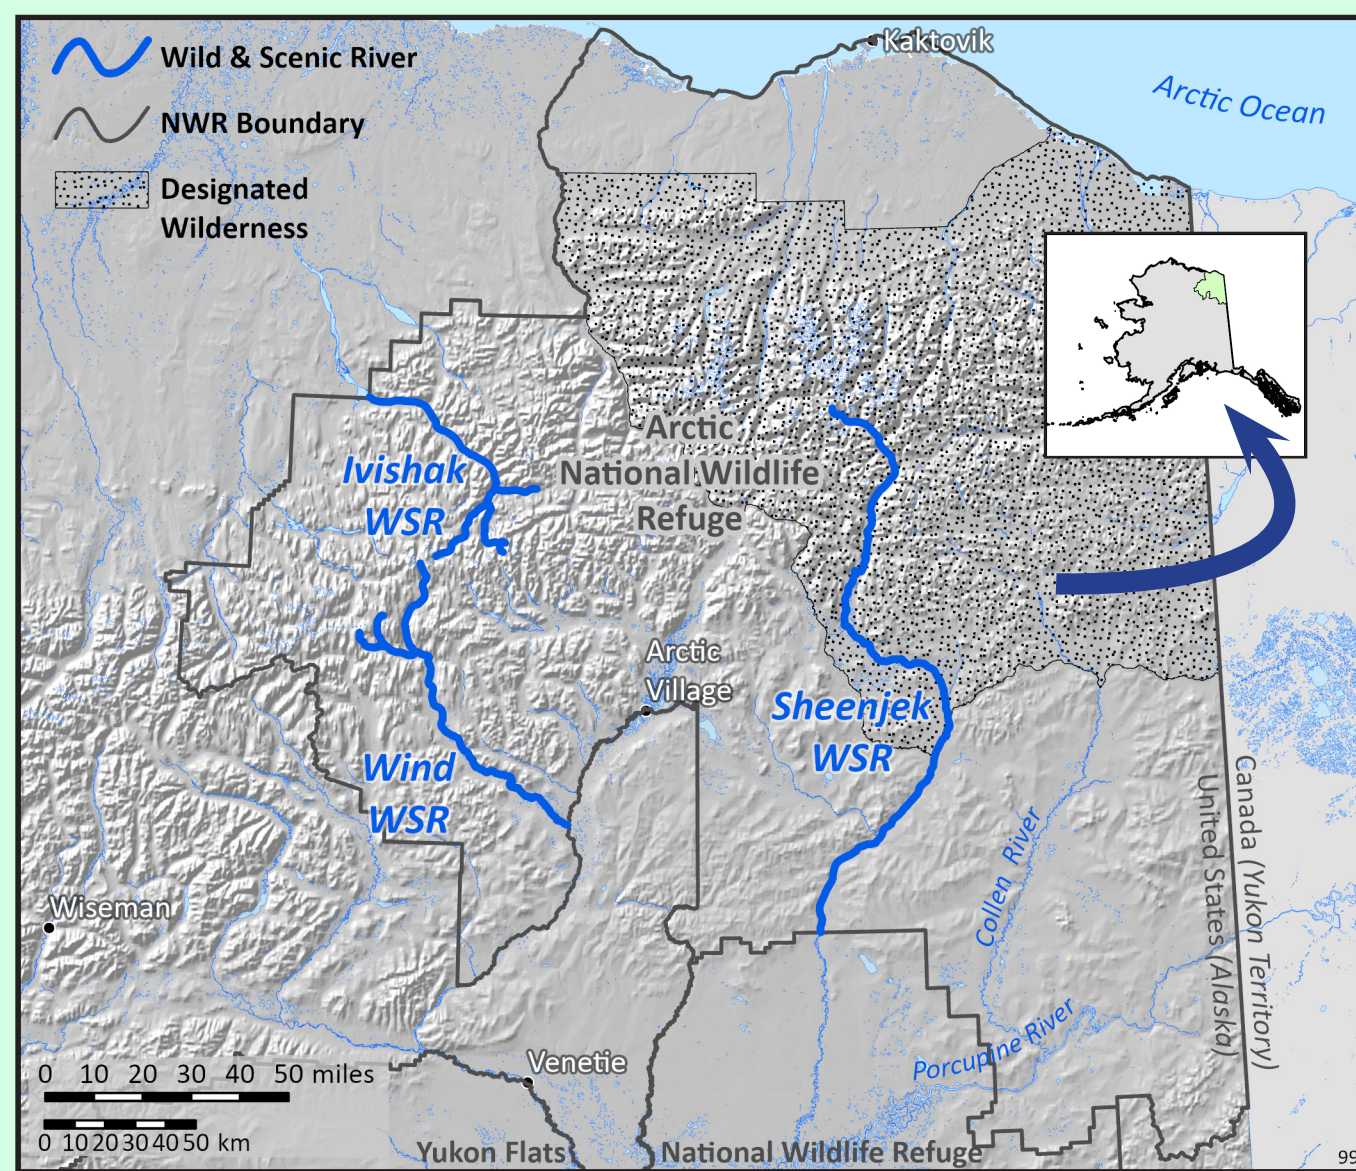 Wild & Scenic River
NWR Boundary
Designated
Wilderness
Kaktovik
Arctic Ocean
Arctic
National Wildlife
Refuge
Ivishak
WSR
Arctic
Village
Sheenjek
WSR
Wind
WSR
Canada (Yukon Territory)
United States (Alaska)
Collen River
Wiseman
Porcupine River
Venetie
0 10 20 30 40 50 miles
0 10 20 30 40 50 km
Yukon Flats National Wildlife Refuge
99